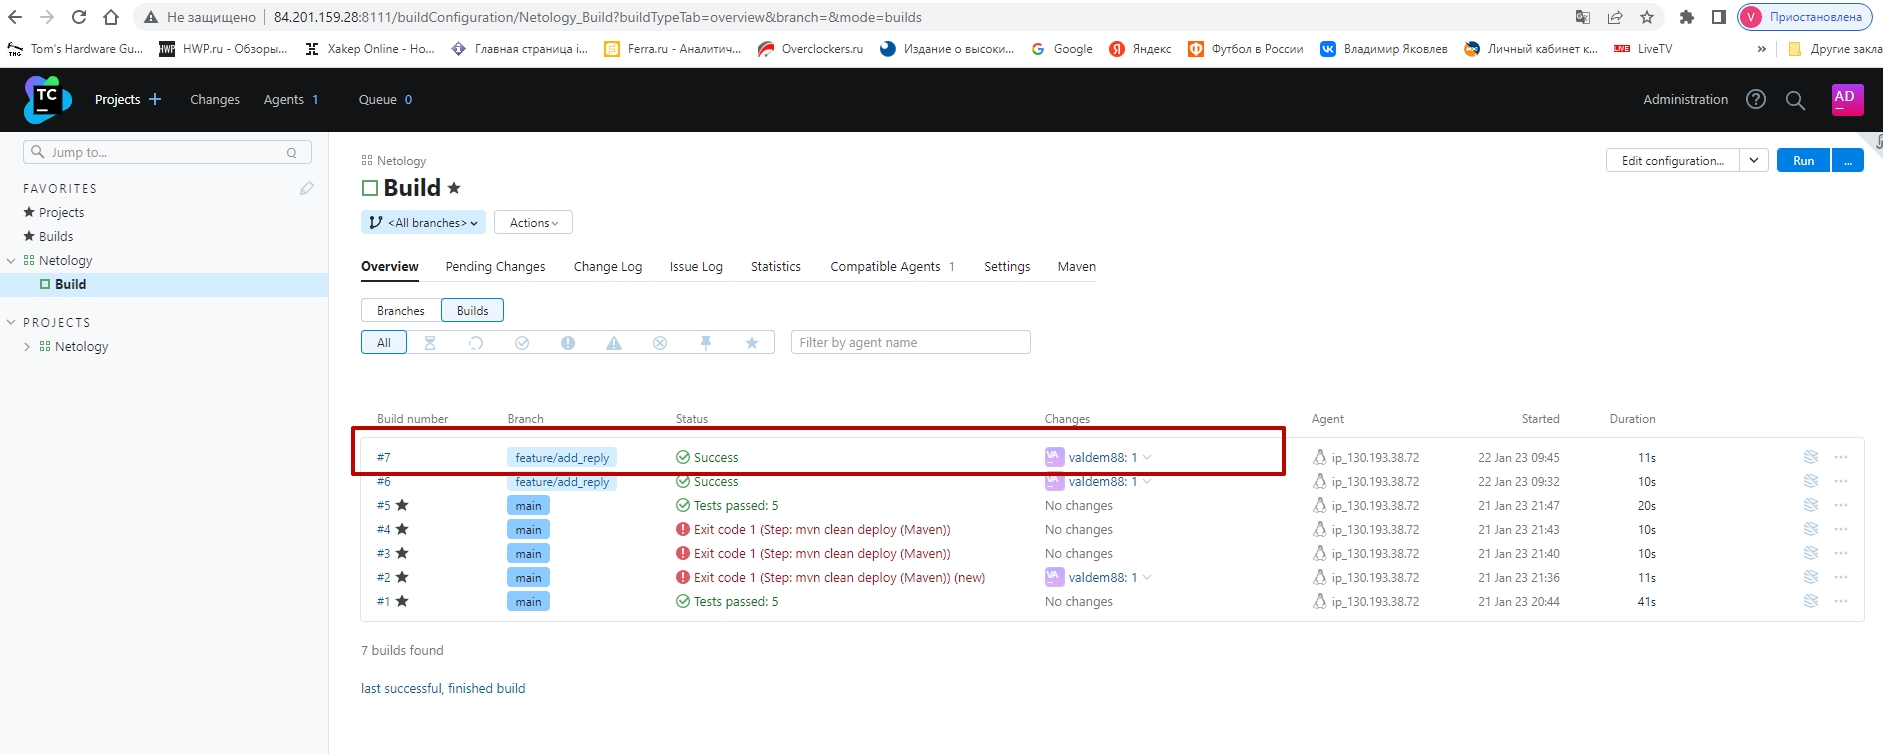 Не защищено 84.201.159.28:8111/buildConfiguration/Netology_Build?buildTypeTab=overview&branch=&mode=builds V Приостановлена
THG Tom's Hardware Gu... HWP HWP.ru - Обзоры... Хакер Online - Но... Главная страница i... Ferra.ru - Аналитич... Overclockers.ru Издание о высоки... Google Яндекс Футбол в России Владимир Яковлев Личный кабинет к... LIVE LiveTV » Другие закла
TC Projects + Changes Agents 1 Queue 0 Administration ? AD
Jump to... Q
FAVORITES
Projects
Builds
Netology
Build
PROJECTS
Netology
Netology
Edit configuration... Run ...
Build
<All branches> Actions
Overview Pending Changes Change Log Issue Log Statistics Compatible Agents 1 Settings Maven
Branches Builds
All Filter by agent name
Build number Branch Status Changes Agent Started Duration
#7 feature/add_reply Success VA valdem88: 1 ip_130.193.38.72 22 Jan 23 09:45 11s
#6 feature/add_reply Success VA valdem88: 1 ip_130.193.38.72 22 Jan 23 09:32 10s
#5 main Tests passed: 5 No changes ip_130.193.38.72 21 Jan 23 21:47 20s
#4 main Exit code 1 (Step: mvn clean deploy (Maven)) No changes ip_130.193.38.72 21 Jan 23 21:43 10s
#3 main Exit code 1 (Step: mvn clean deploy (Maven)) No changes ip_130.193.38.72 21 Jan 23 21:40 10s
#2 main Exit code 1 (Step: mvn clean deploy (Maven)) (new) VA valdem88: 1 ip_130.193.38.72 21 Jan 23 21:36 11s
#1 main Tests passed: 5 No changes ip_130.193.38.72 21 Jan 23 20:44 41s
7 builds found
last successful, finished build